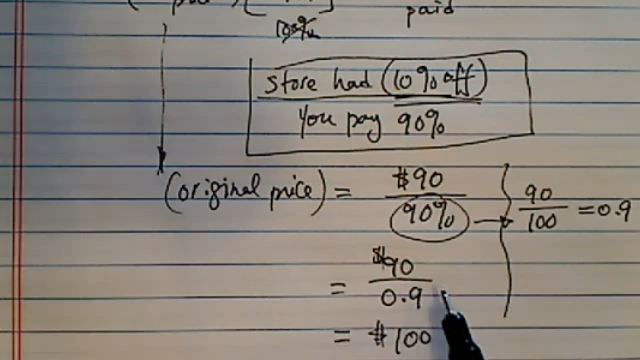 paid
100%
store had (10% off)
You pay 90%
(original price) = $90 / 90% → 90 / 100 = 0.9
= $90 / 0.9
= $100